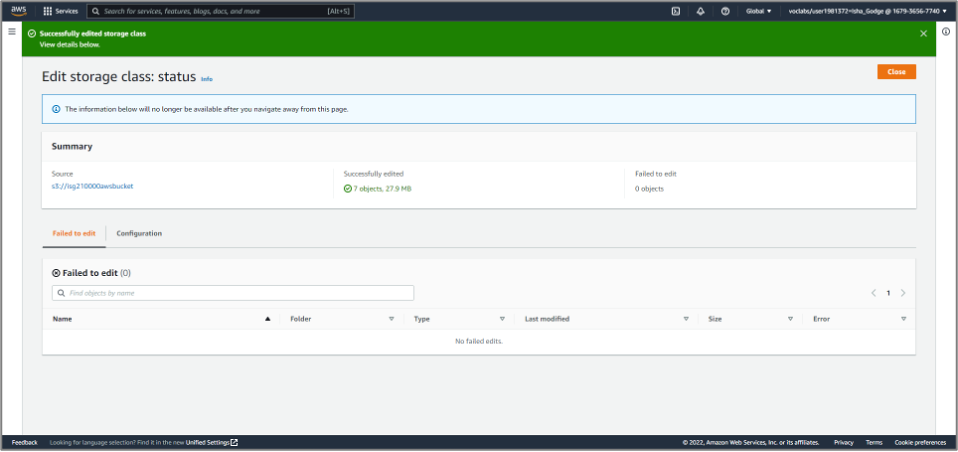 aws Services Search for services, features, blogs, docs, and more [Alt+S] Global ▼ voclabs/user1981372=Isha_Godge @ 1679-5656-7740 ▼
Successfully edited storage class
View details below.
Edit storage class: status Info
Close
The information below will no longer be available after you navigate away from this page.
Summary
Source Successfully edited Failed to edit
7 objects, 27.9 MB 0 objects
Failed to edit Configuration
Failed to edit (0)
Find objects by name
1
Name Folder Type Last modified Size Error
No failed edits.
Feedback Looking for language selection? Find it in the new Unified Settings © 2022, Amazon Web Services, Inc. or its affiliates. Privacy Terms Cookie preferences